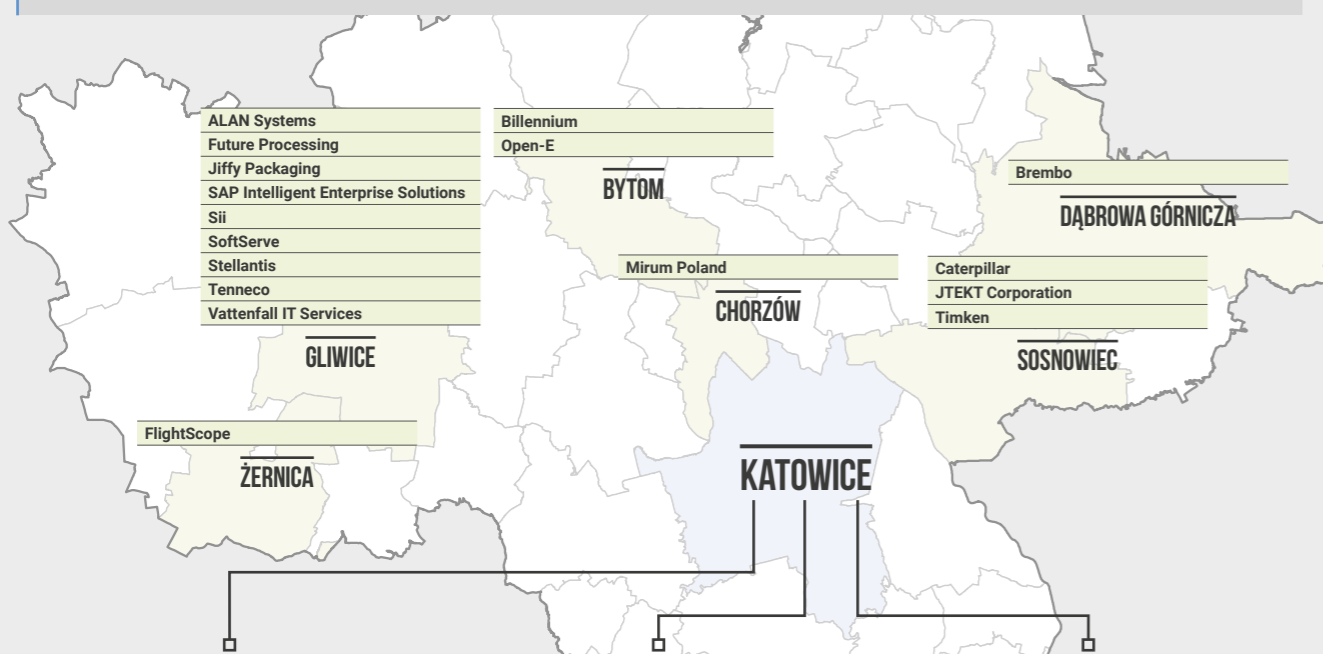 ALAN Systems
Future Processing
Jiffy Packaging
SAP Intelligent Enterprise Solutions
Sii
SoftServe
Stellantis
Tenneco
Vattenfall IT Services
GLIWICE
Billennium
Open-E
BYTOM
Brembo
DĄBROWA GÓRNICZA
Mirum Poland
CHORZÓW
Caterpillar
JTEKT Corporation
Timken
SOSNOWIEC
FlightScope
ŻERNICA
KATOWICE